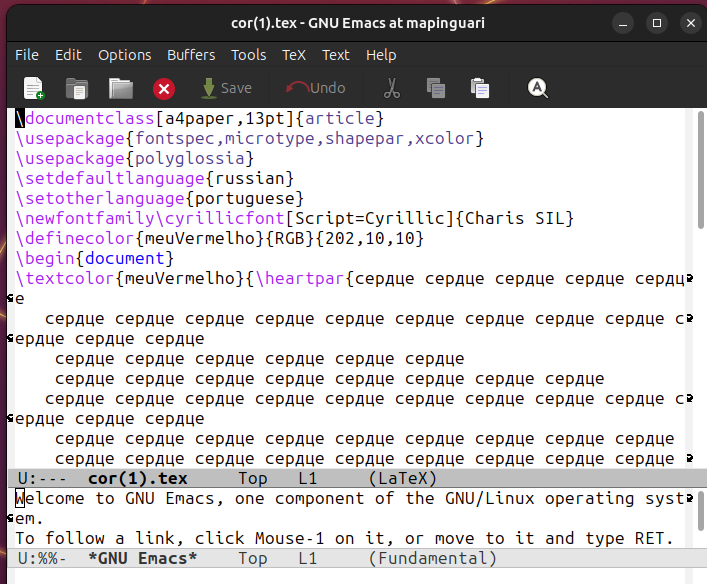 cor(1).tex - GNU Emacs at mapinguari
File Edit Options Buffers Tools TeX Text Help
Save Undo
\documentclass[a4paper,13pt]{article}
\usepackage{fontspec,microtype,shapepar,xcolor}
\usepackage{polyglossia}
\setdefaultlanguage{russian}
\setotherlanguage{portuguese}
\newfontfamily\cyrillicfont[Script=Cyrillic]{Charis SIL}
\definecolor{meuVermelho}{RGB}{202,10,10}
\begin{document}
\textcolor{meuVermelho}{\heartpar{сердце сердце сердце сердце сердц
е
сердце сердце сердце сердце сердце сердце сердце сердце сердце с
ердце сердце сердце
сердце сердце сердце сердце сердце сердце
сердце сердце сердце сердце сердце сердце сердце сердце
сердце сердце сердце сердце сердце сердце сердце сердце сердце с
ердце сердце сердце
сердце сердце сердце сердце сердце сердце сердце сердце сердце
сердце сердце сердце сердце сердце сердце сердце сердце сердце
U:--- cor(1).tex Top L1 (LaTeX)
Welcome to GNU Emacs, one component of the GNU/Linux operating syst
em.
To follow a link, click Mouse-1 on it, or move to it and type RET.
U:%%- *GNU Emacs* Top L1 (Fundamental)